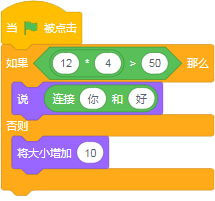 当 被点击
如果 12 * 4 > 50 那么
说 连接 你 和 好
否则
将大小增加 10